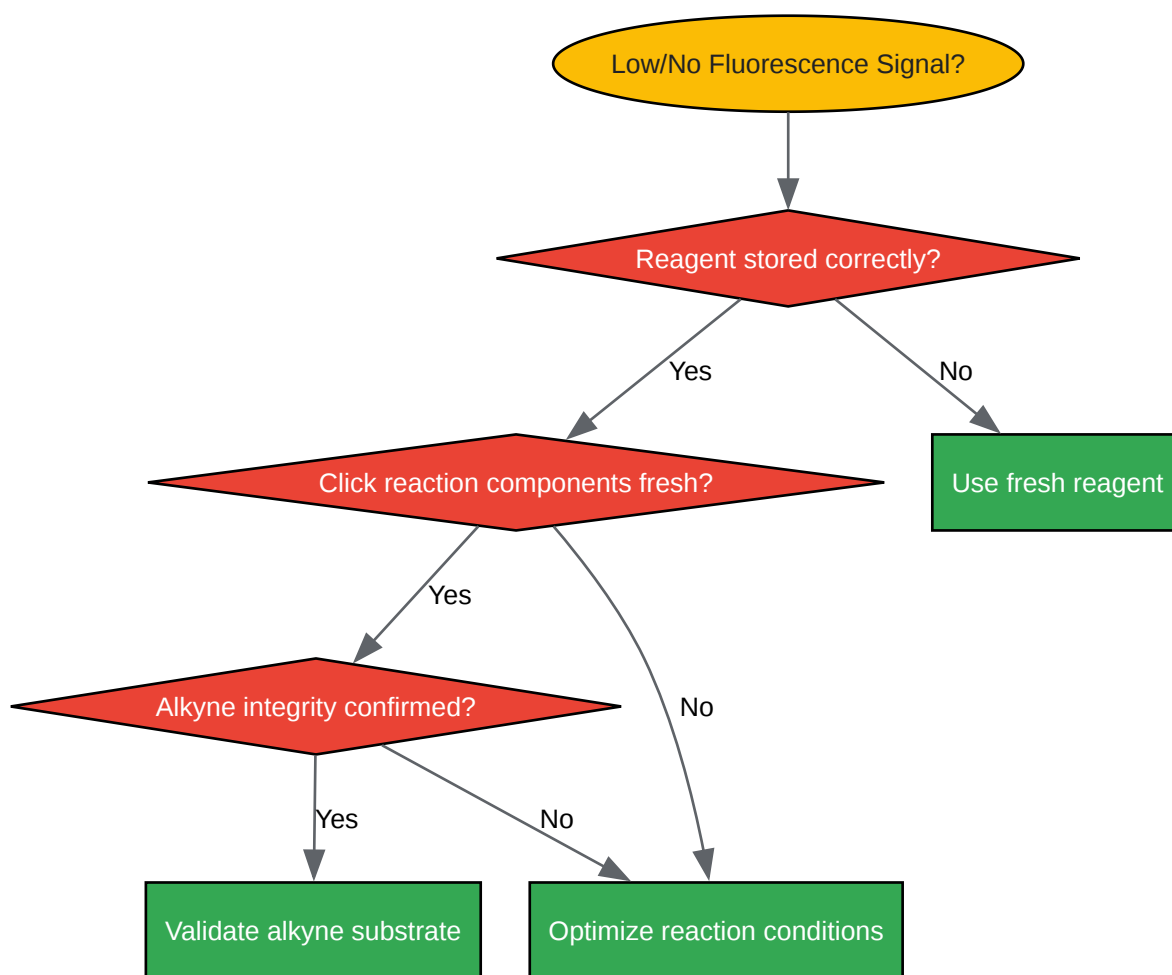 Low/No Fluorescence Signal?
Reagent stored correctly?
Yes
No
Click reaction components fresh?
Use fresh reagent
Yes
No
Alkyne integrity confirmed?
Yes
No
Validate alkyne substrate
Optimize reaction conditions